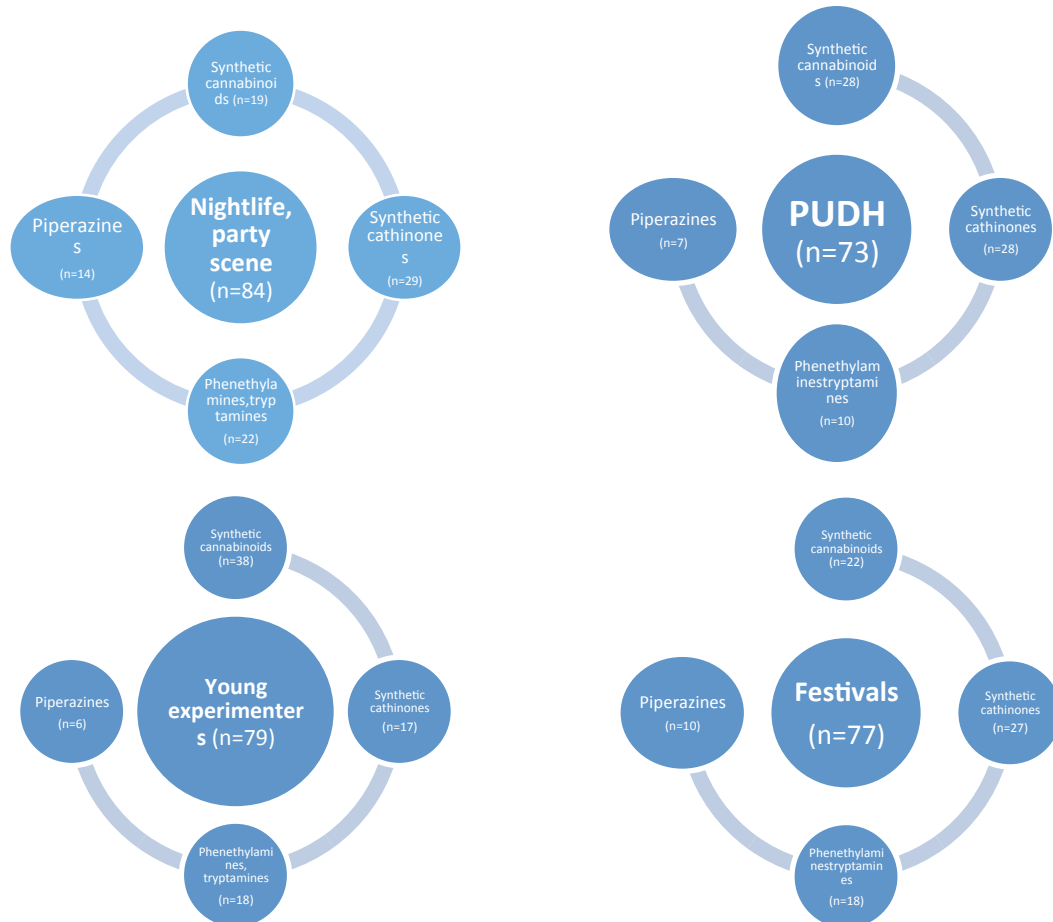 Synthetic
cannabinoi
ds (n=19)
Nightlife,
party
scene
(n=84)
Piperazine
s
(n=14)
Synthetic
cathinone
s
(n=29)
Phenethyla
mines,tryp
tamines
(n=22)
Synthetic
cannabinoid
s (n=28)
PUDH
(n=73)
Piperazines
(n=7)
Synthetic
cathinones
(n=28)
Phenethylam
inestryptami
nes
(n=10)
Synthetic
cannabinoids
(n=38)
Young
experimenter
s (n=79)
Piperazines
(n=6)
Synthetic
cathinones
(n=17)
Phenethylami
nes,
tryptamines
(n=18)
Synthetic
cannabinoids
(n=22)
Festivals
(n=77)
Piperazines
(n=10)
Synthetic
cathinones
(n=27)
Phenethylami
nestryptamin
es
(n=18)